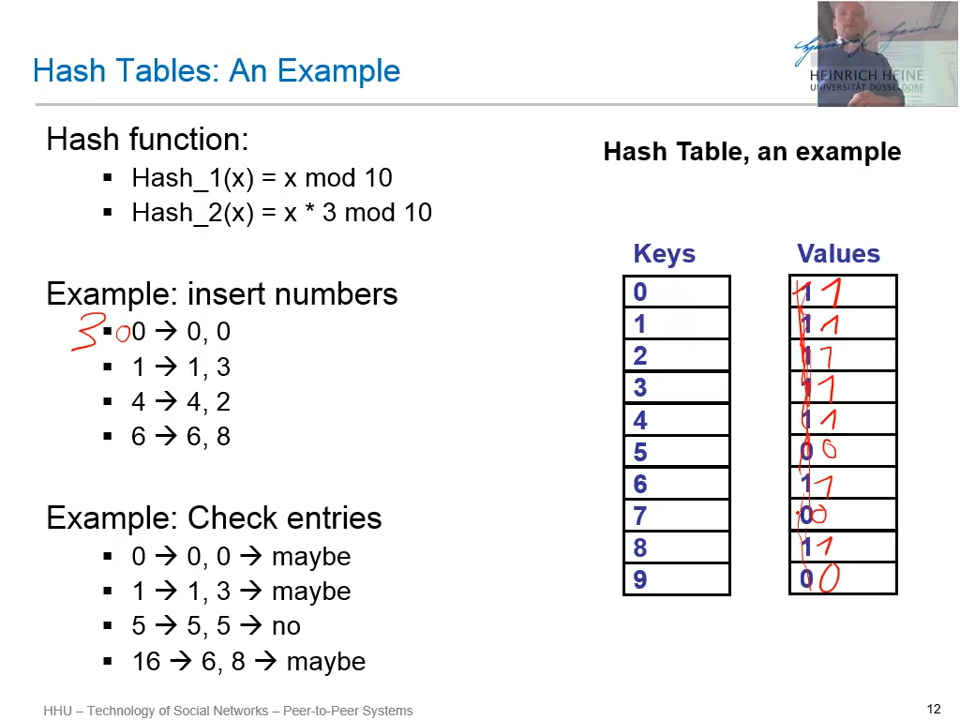 Hash Tables: An Example
HEINRICH HEINE
UNIVERSITÄT DÜSSELDORF
Hash function:
▪ Hash_1(x) = x mod 10
▪ Hash_2(x) = x * 3 mod 10
Example: insert numbers
30
▪ 0 → 0, 0
▪ 1 → 1, 3
▪ 4 → 4, 2
▪ 6 → 6, 8
Example: Check entries
▪ 0 → 0, 0 → maybe
▪ 1 → 1, 3 → maybe
▪ 5 → 5, 5 → no
▪ 16 → 6, 8 → maybe
Hash Table, an example
Keys Values
0 1 1
1 1 1
2 1 1
3 1 1
4 1 1
5 0 0
6 1 1
7 0 0
8 1 1
9 0 0
HHU – Technology of Social Networks – Peer-to-Peer Systems
12